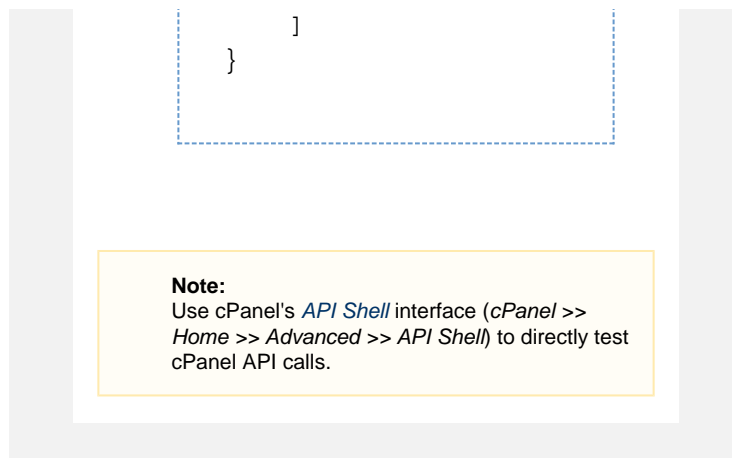 ]
}
Note:
Use cPanel's API Shell interface (cPanel >>
Home >> Advanced >> API Shell) to directly test
cPanel API calls.